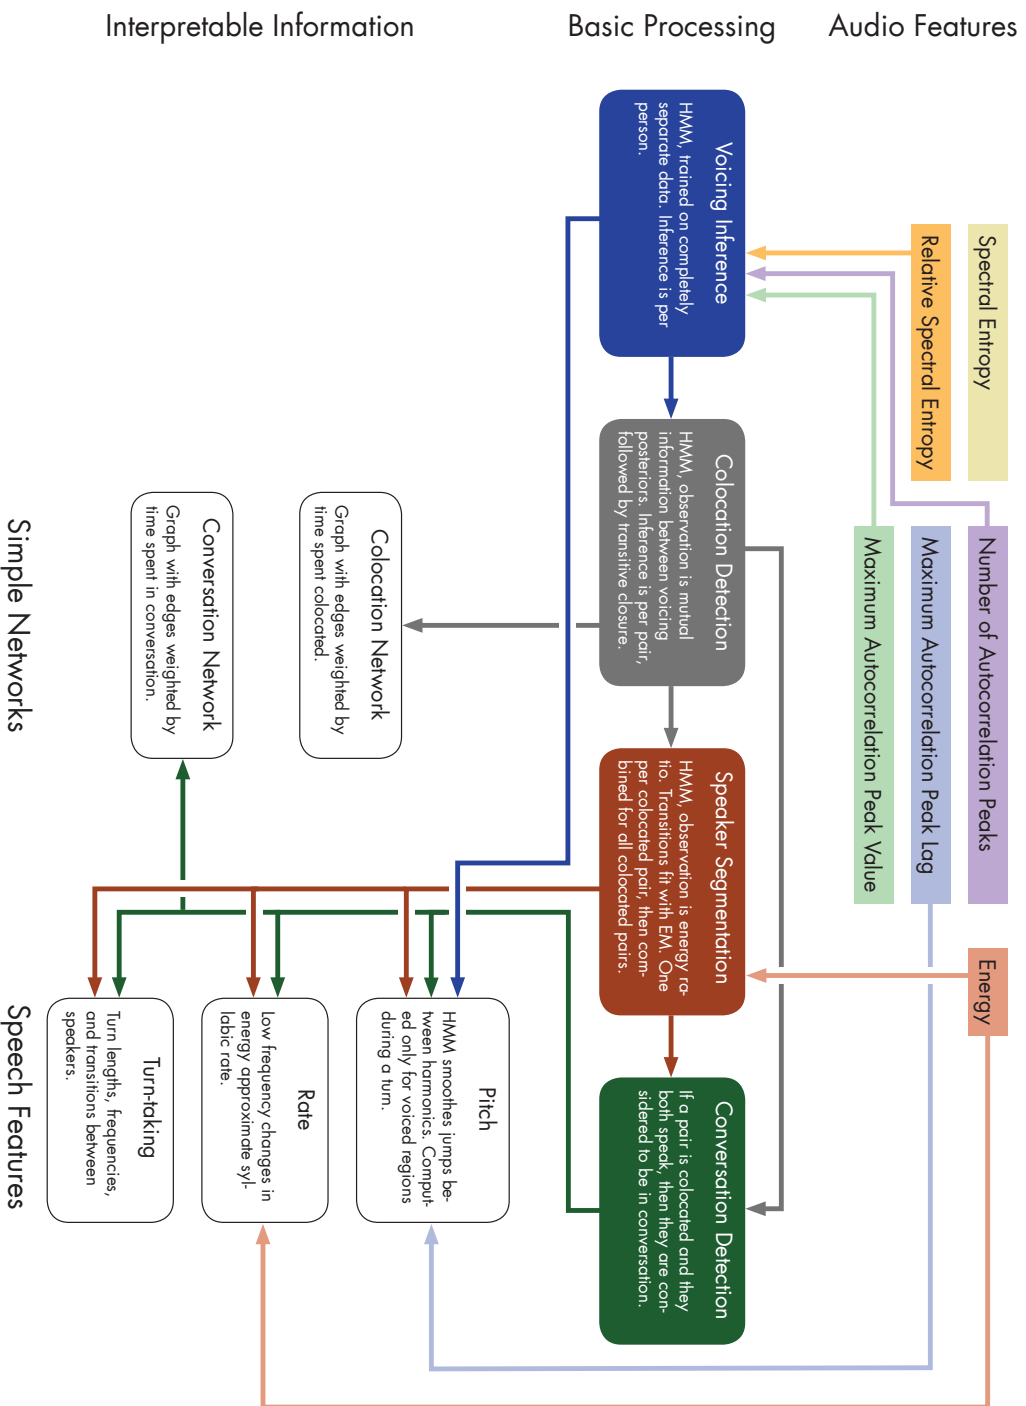 Interpretable Information
Basic Processing
Audio Features
Spectral Entropy
Relative Spectral Entropy
Number of Autocorrelation Peaks
Maximum Autocorrelation Peak Lag
Maximum Autocorrelation Peak Value
Energy
Voicing Inference
HMM, trained on completely
separate data. Inference is per
person.
Colocation Detection
HMM, observation is mutual
information between voicing
posteriors. Inference is per pair,
followed by transitive closure.
Speaker Segmentation
HMM, observation is energy ra-
tio. Transitions fit with EM. One
per colocated pair, then com-
bined for all colocated pairs.
Conversation Detection
If a pair is colocated and they
both speak, then they are con-
sidered to be in conversation.
Colocation Network
Graph with edges weighted by
time spent colocated.
Conversation Network
Graph with edges weighted by
time spent in conversation.
Pitch
HMM smoothes jumps be-
tween harmonics. Comput-
ed only for voiced regions
during a turn.
Rate
Low frequency changes in
energy approximate syl-
labic rate.
Turn-taking
Turn lengths, frequencies,
and transitions between
speakers.
Simple Networks
Speech Features